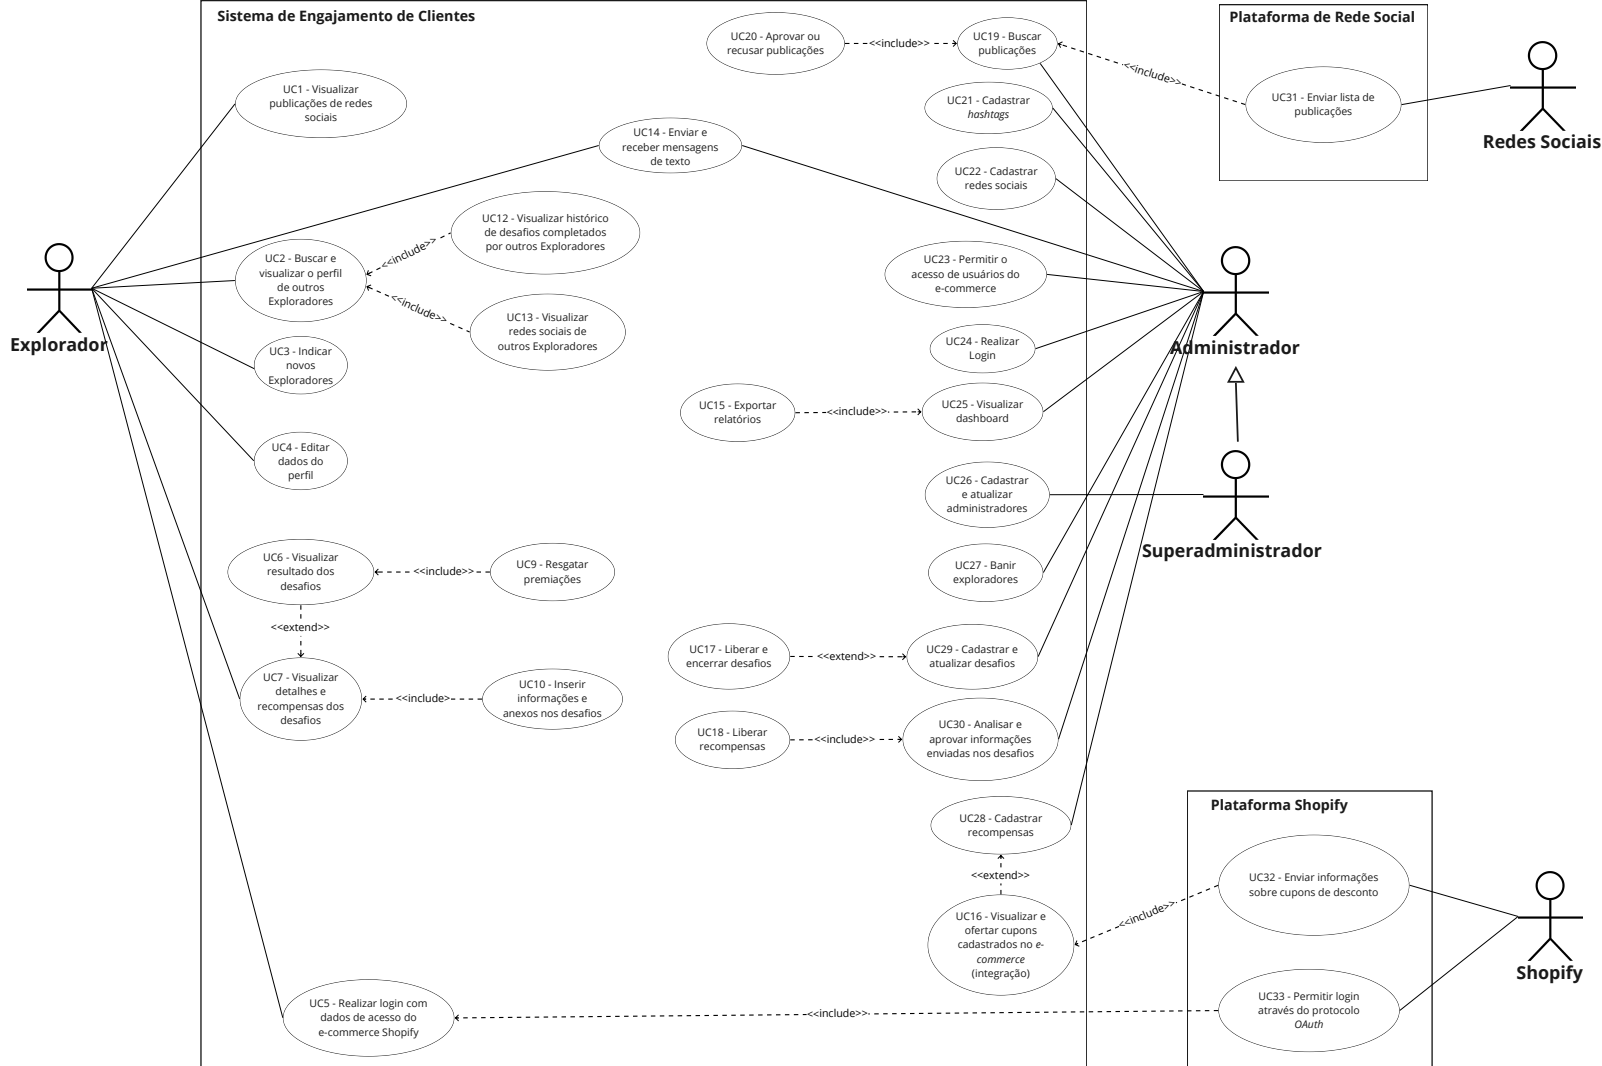 Sistema de Engajamento de Clientes
Plataforma de Rede Social
UC20 - Aprovar ou
recusar publicações
<<include>>
UC19 - Buscar
publicações
<<include>>
UC31 - Enviar lista de
publicações
Redes Sociais
UC1 - Visualizar
publicações de redes
sociais
UC21 - Cadastrar
hashtags
UC14 - Enviar e
receber mensagens
de texto
UC22 - Cadastrar
redes sociais
UC12 - Visualizar histórico
de desafios completados
por outros Exploradores
<<include>>
UC2 - Buscar e
visualizar o perfil
de outros
Exploradores
<<include>>
UC13 - Visualizar
redes sociais de
outros Exploradores
UC23 - Permitir o
acesso de usuários do
e-commerce
Explorador
UC3 - Indicar
novos
Exploradores
UC24 - Realizar
Login
Administrador
UC15 - Exportar
relatórios
<<include>>
UC25 - Visualizar
dashboard
UC4 - Editar
dados do
perfil
UC26 - Cadastrar
e atualizar
administradores
Superadministrador
UC6 - Visualizar
resultado dos
desafios
<<include>>
UC9 - Resgatar
premiações
UC27 - Banir
exploradores
<<extend>>
UC17 - Liberar e
encerrar desafios
<<extend>>
UC29 - Cadastrar e
atualizar desafios
UC7 - Visualizar
detalhes e
recompensas dos
desafios
<<include>
UC10 - Inserir
informações e
anexos nos desafios
UC18 - Liberar
recompensas
<<include>>
UC30 - Analisar e
aprovar informações
enviadas nos desafios
UC28 - Cadastrar
recompensas
Plataforma Shopify
<<extend>>
UC32 - Enviar informações
sobre cupons de desconto
<<include>>
UC16 - Visualizar e
ofertar cupons
cadastrados no e-
commerce
(integração)
Shopify
UC5 - Realizar login com
dados de acesso do
e-commerce Shopify
<<include>>
UC33 - Permitir login
através do protocolo
OAuth